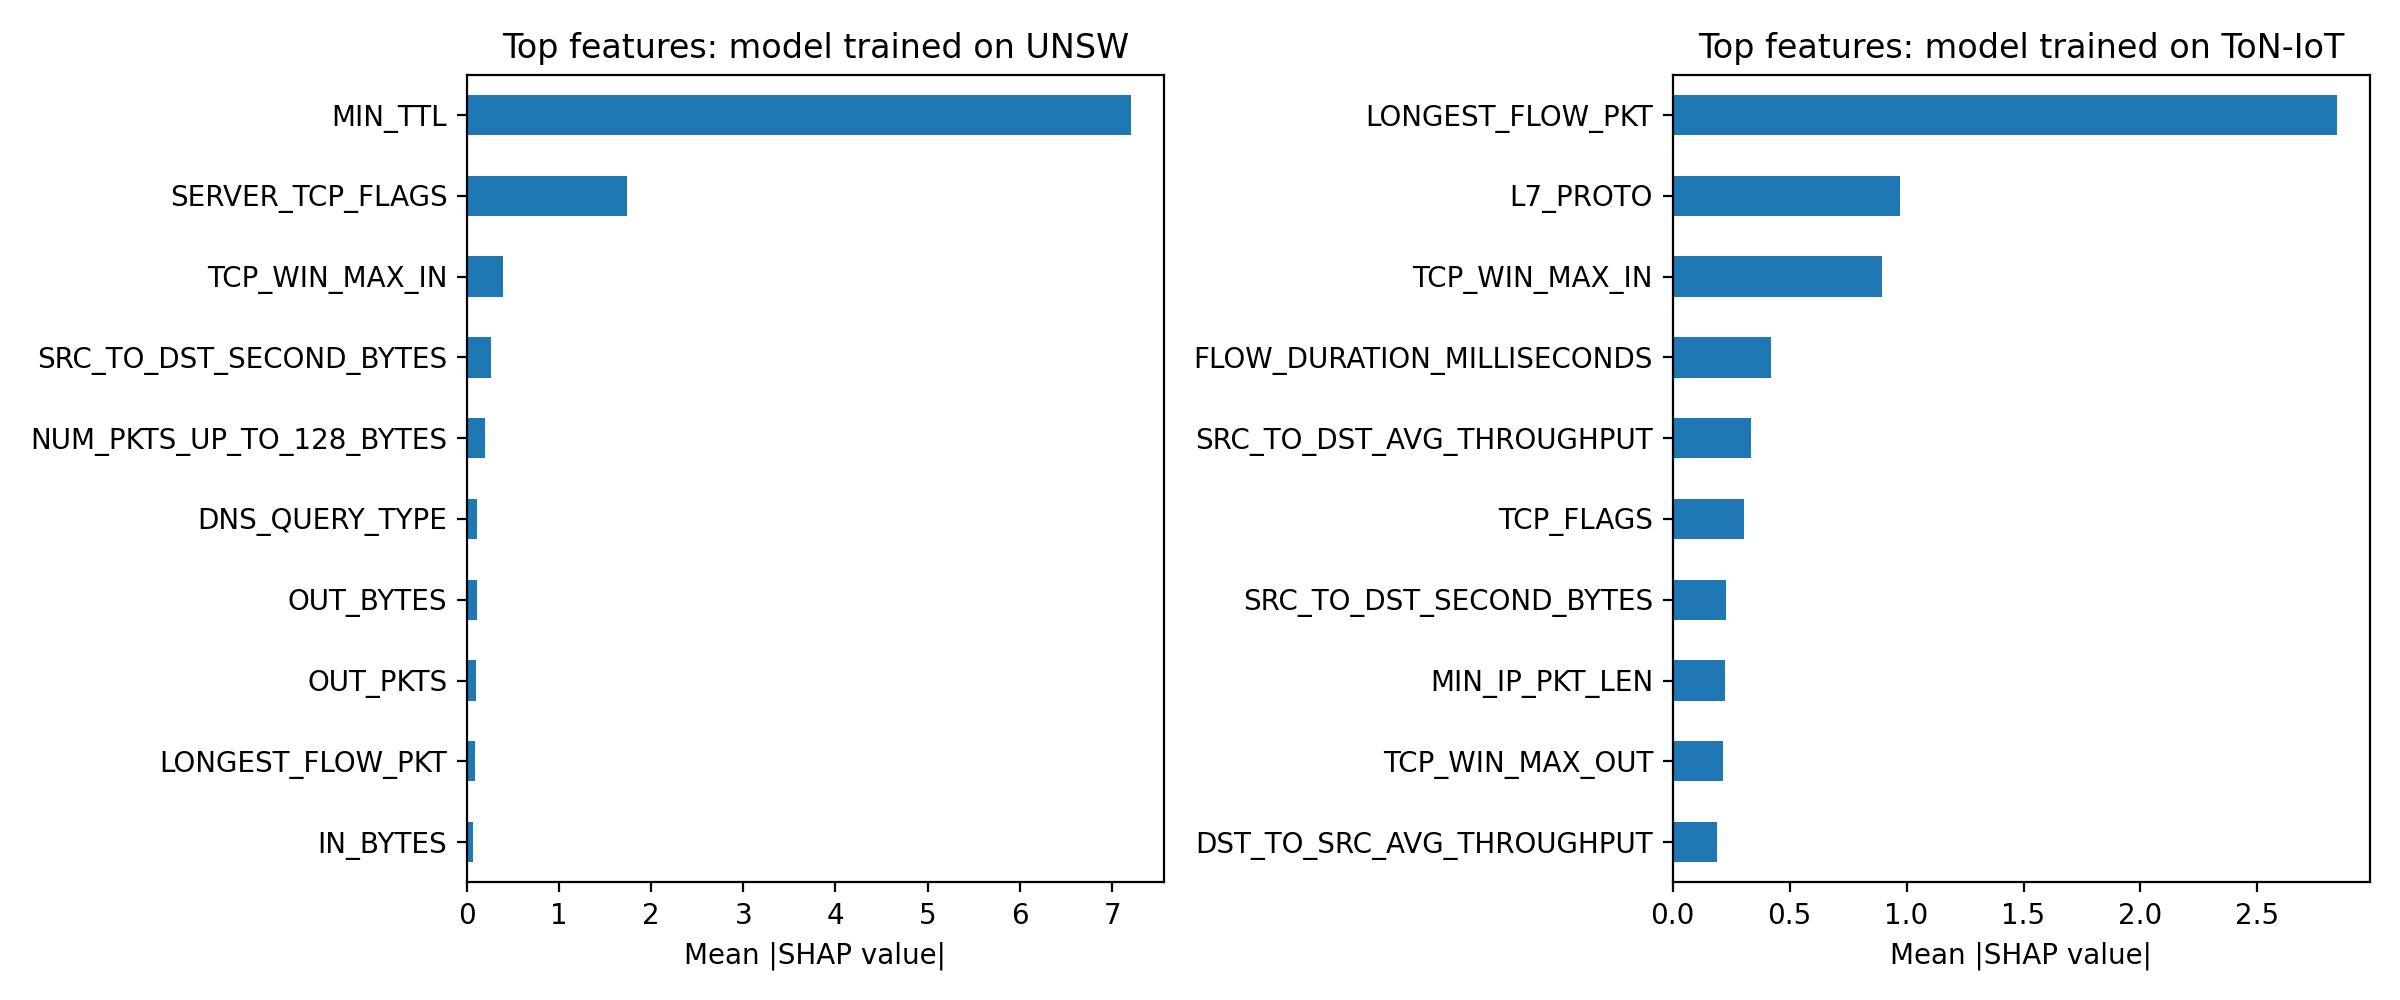 Top features: model trained on UNSW
MIN_TTL
SERVER_TCP_FLAGS
TCP_WIN_MAX_IN
SRC_TO_DST_SECOND_BYTES
NUM_PKTS_UP_TO_128_BYTES
DNS_QUERY_TYPE
OUT_BYTES
OUT_PKTS
LONGEST_FLOW_PKT
IN_BYTES
0 1 2 3 4 5 6 7
Mean |SHAP value|
Top features: model trained on ToN-IoT
LONGEST_FLOW_PKT
L7_PROTO
TCP_WIN_MAX_IN
FLOW_DURATION_MILLISECONDS
SRC_TO_DST_AVG_THROUGHPUT
TCP_FLAGS
SRC_TO_DST_SECOND_BYTES
MIN_IP_PKT_LEN
TCP_WIN_MAX_OUT
DST_TO_SRC_AVG_THROUGHPUT
0.0 0.5 1.0 1.5 2.0 2.5
Mean |SHAP value|